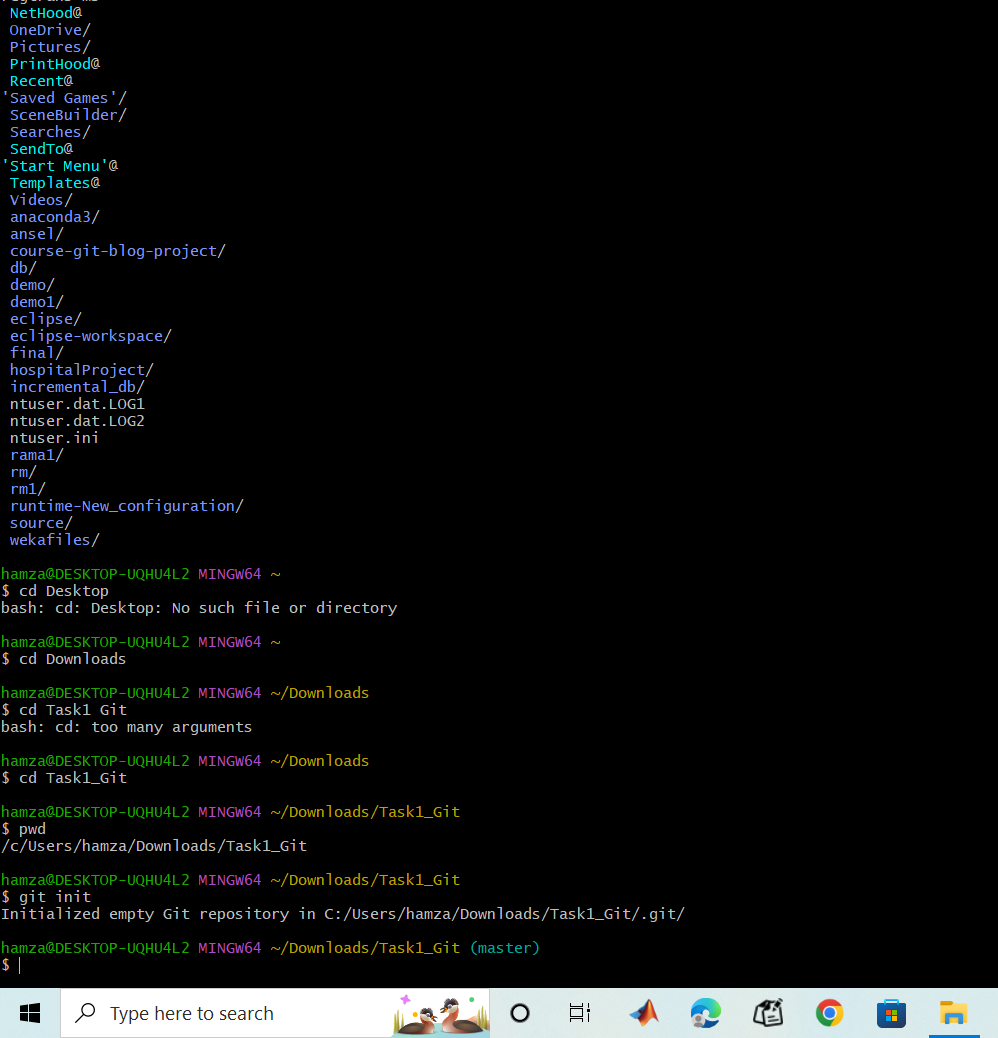 NetHood@
OneDrive/
Pictures/
PrintHood@
Recent@
'Saved Games'/
SceneBuilder/
Searches/
SendTo@
'Start Menu'@
Templates@
Videos/
anaconda3/
ansel/
course-git-blog-project/
db/
demo/
demo1/
eclipse/
eclipse-workspace/
final/
hospitalProject/
incremental_db/
ntuser.dat.LOG1
ntuser.dat.LOG2
ntuser.ini
rama1/
rm/
rm1/
runtime-New_configuration/
source/
wekafiles/
hamza@DESKTOP-UQHU4L2 MINGW64 ~
$ cd Desktop
bash: cd: Desktop: No such file or directory
hamza@DESKTOP-UQHU4L2 MINGW64 ~
$ cd Downloads
hamza@DESKTOP-UQHU4L2 MINGW64 ~/Downloads
$ cd Task1 Git
bash: cd: too many arguments
hamza@DESKTOP-UQHU4L2 MINGW64 ~/Downloads
$ cd Task1_Git
hamza@DESKTOP-UQHU4L2 MINGW64 ~/Downloads/Task1_Git
$ pwd
/c/Users/hamza/Downloads/Task1_Git
hamza@DESKTOP-UQHU4L2 MINGW64 ~/Downloads/Task1_Git
$ git init
Initialized empty Git repository in C:/Users/hamza/Downloads/Task1_Git/.git/
hamza@DESKTOP-UQHU4L2 MINGW64 ~/Downloads/Task1_Git (master)
$
Type here to search